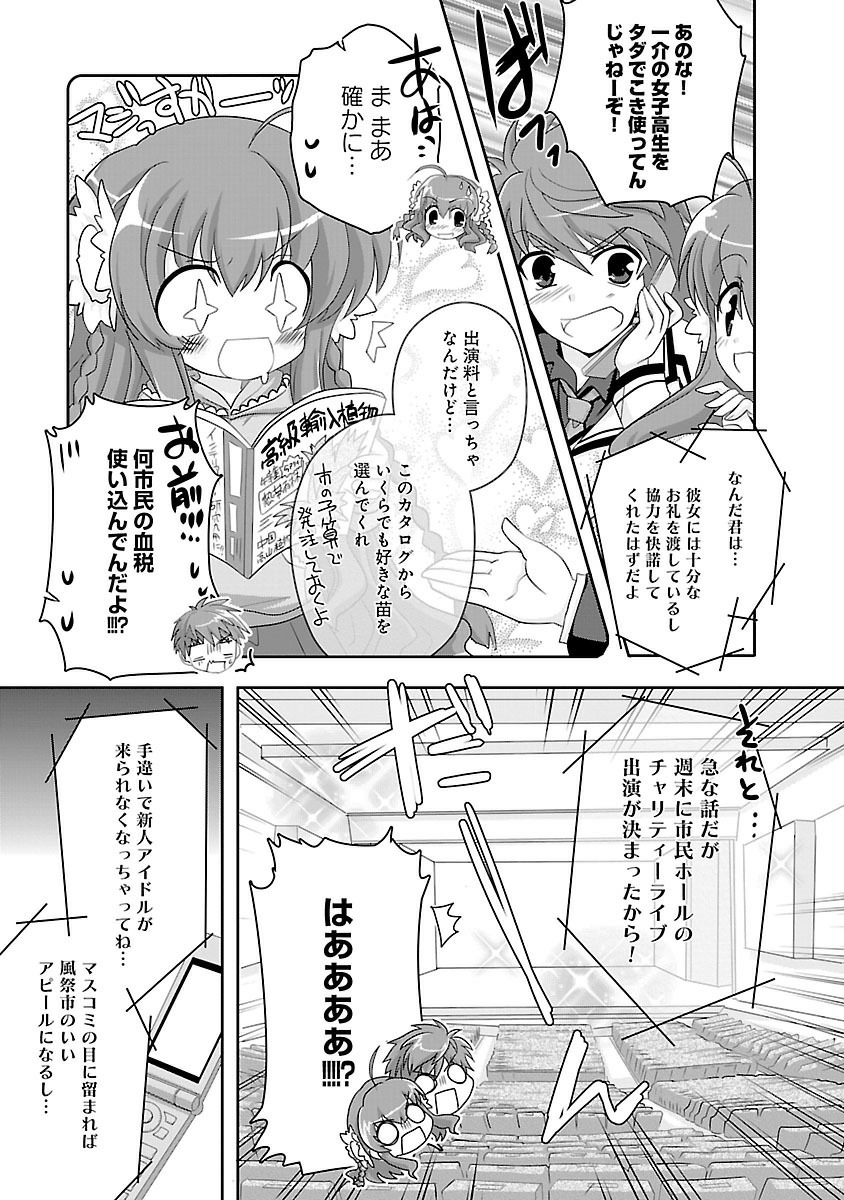 あのな！
一介の女子高生を
タダでこき使ってん
じゃねーぞ！
なんだ君は…
彼女には十分な
お礼を渡しているし
協力を快諾して
くれたはずだよ
あは、
ま まあ
確かに…
マジっすかーッ
出演料と言っちゃ
なんだけど…
このカタログから
いくらでも好きな苗を
選んでくれ
市の予算で
発注しておくよ
高級輸入植物
中国
お前!!!!
何市民の血税
使い込んでんだよ!!!!?
それと…
急な話だが
週末に市民ホールの
チャリティーライブ
出演が決まったから！
キーン
はあああぁ!!!!?
手違いで新人アイドルが
来られなくなっちゃってね…
マスコミの目に留まれば
風祭市のいい
アピールになるし…